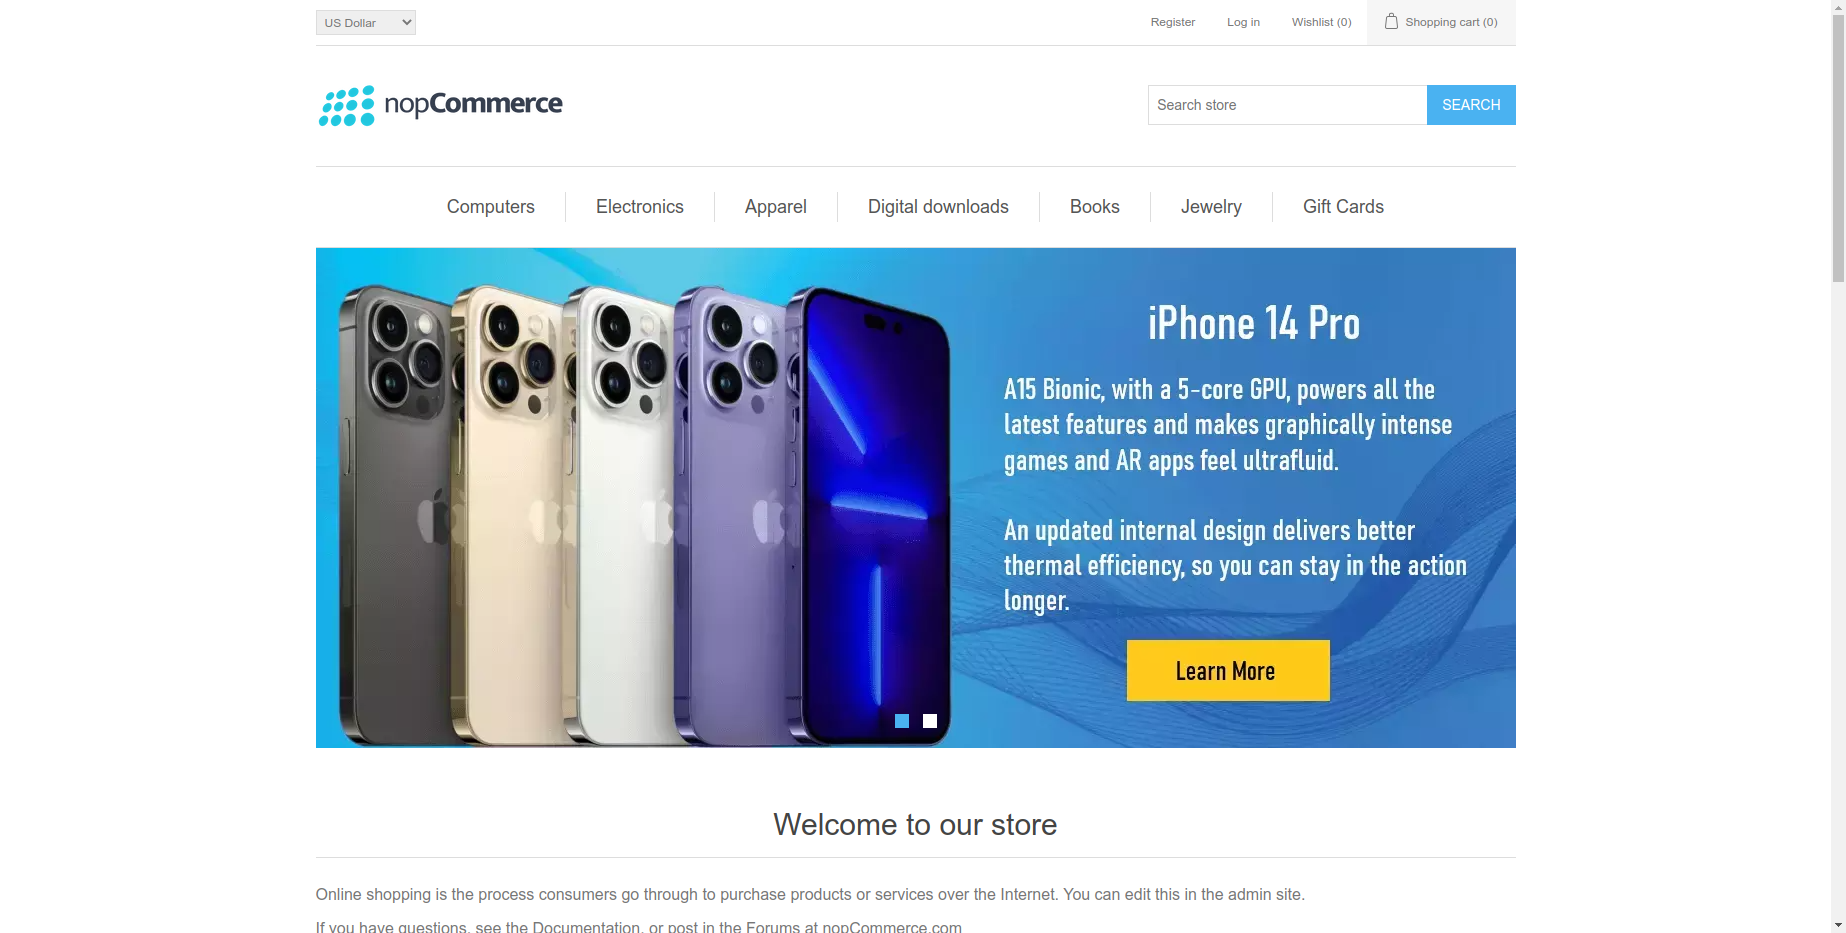 US Dollar
Register
Log in
Wishlist (0)
Shopping cart (0)
nopCommerce
Search store
SEARCH
Computers
Electronics
Apparel
Digital downloads
Books
Jewelry
Gift Cards
iPhone 14 Pro
A15 Bionic, with a 5-core GPU, powers all the
latest features and makes graphically intense
games and AR apps feel ultrafluid.
An updated internal design delivers better
thermal efficiency, so you can stay in the action
longer.
Learn More
Welcome to our store
Online shopping is the process consumers go through to purchase products or services over the Internet. You can edit this in the admin site.
If you have questions, see the Documentation, or post in the Forums at nopCommerce.com